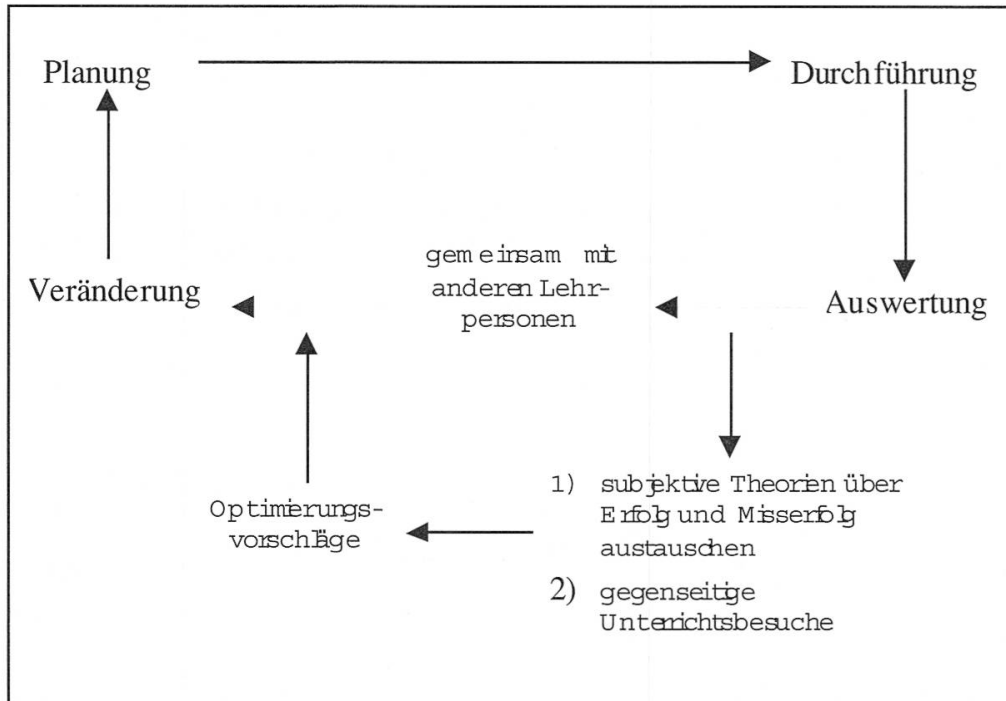 Planung
Durchführung
gemeinsam mit
anderen Lehr-
personen
Veränderung
Auswertung
1) subjektive Theorien über
Erfolg und Misserfolg
austauschen
2) gegenseitige
Unterrichtsbesuche
Optimierungs-
vorschläge